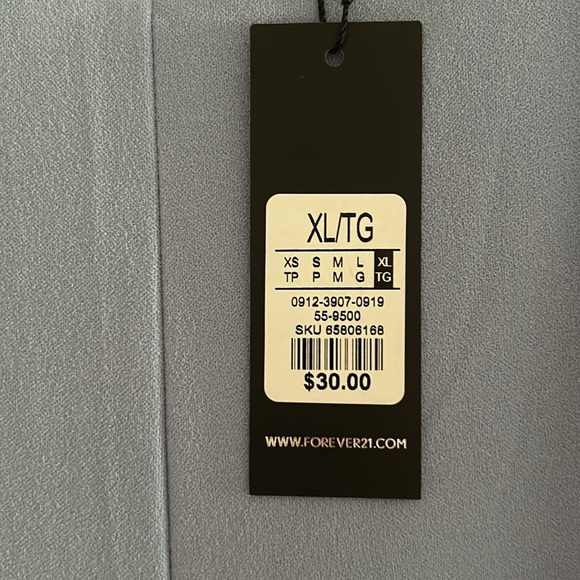 XL/TG
XS S M L XL
TP P M G TG
0912-3907-0919
55-9500
SKU 65806168
$30.00
WWW.FOREVER21.COM